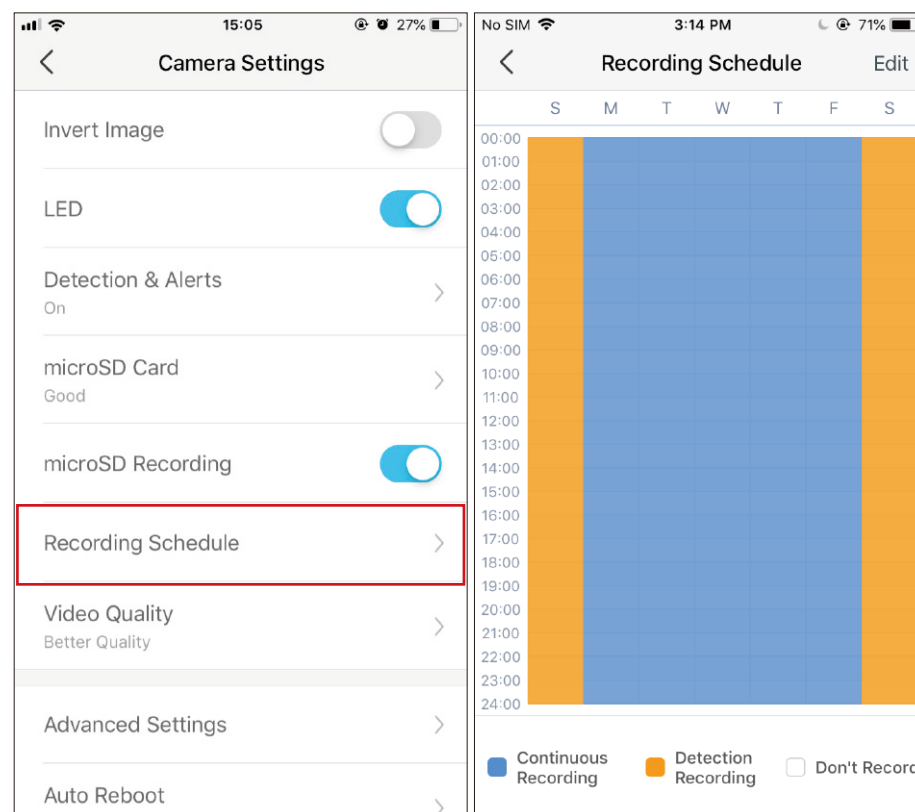 15:05
27%
Camera Settings
Invert Image
LED
Detection & Alerts
On
microSD Card
Good
microSD Recording
Recording Schedule
Video Quality
Better Quality
Advanced Settings
Auto Reboot
No SIM
3:14 PM
71%
Recording Schedule
Edit
S M T W T F S
00:00
01:00
02:00
03:00
04:00
05:00
06:00
07:00
08:00
09:00
10:00
11:00
12:00
13:00
14:00
15:00
16:00
17:00
18:00
19:00
20:00
21:00
22:00
23:00
24:00
Continuous
Recording
Detection
Recording
Don't Record